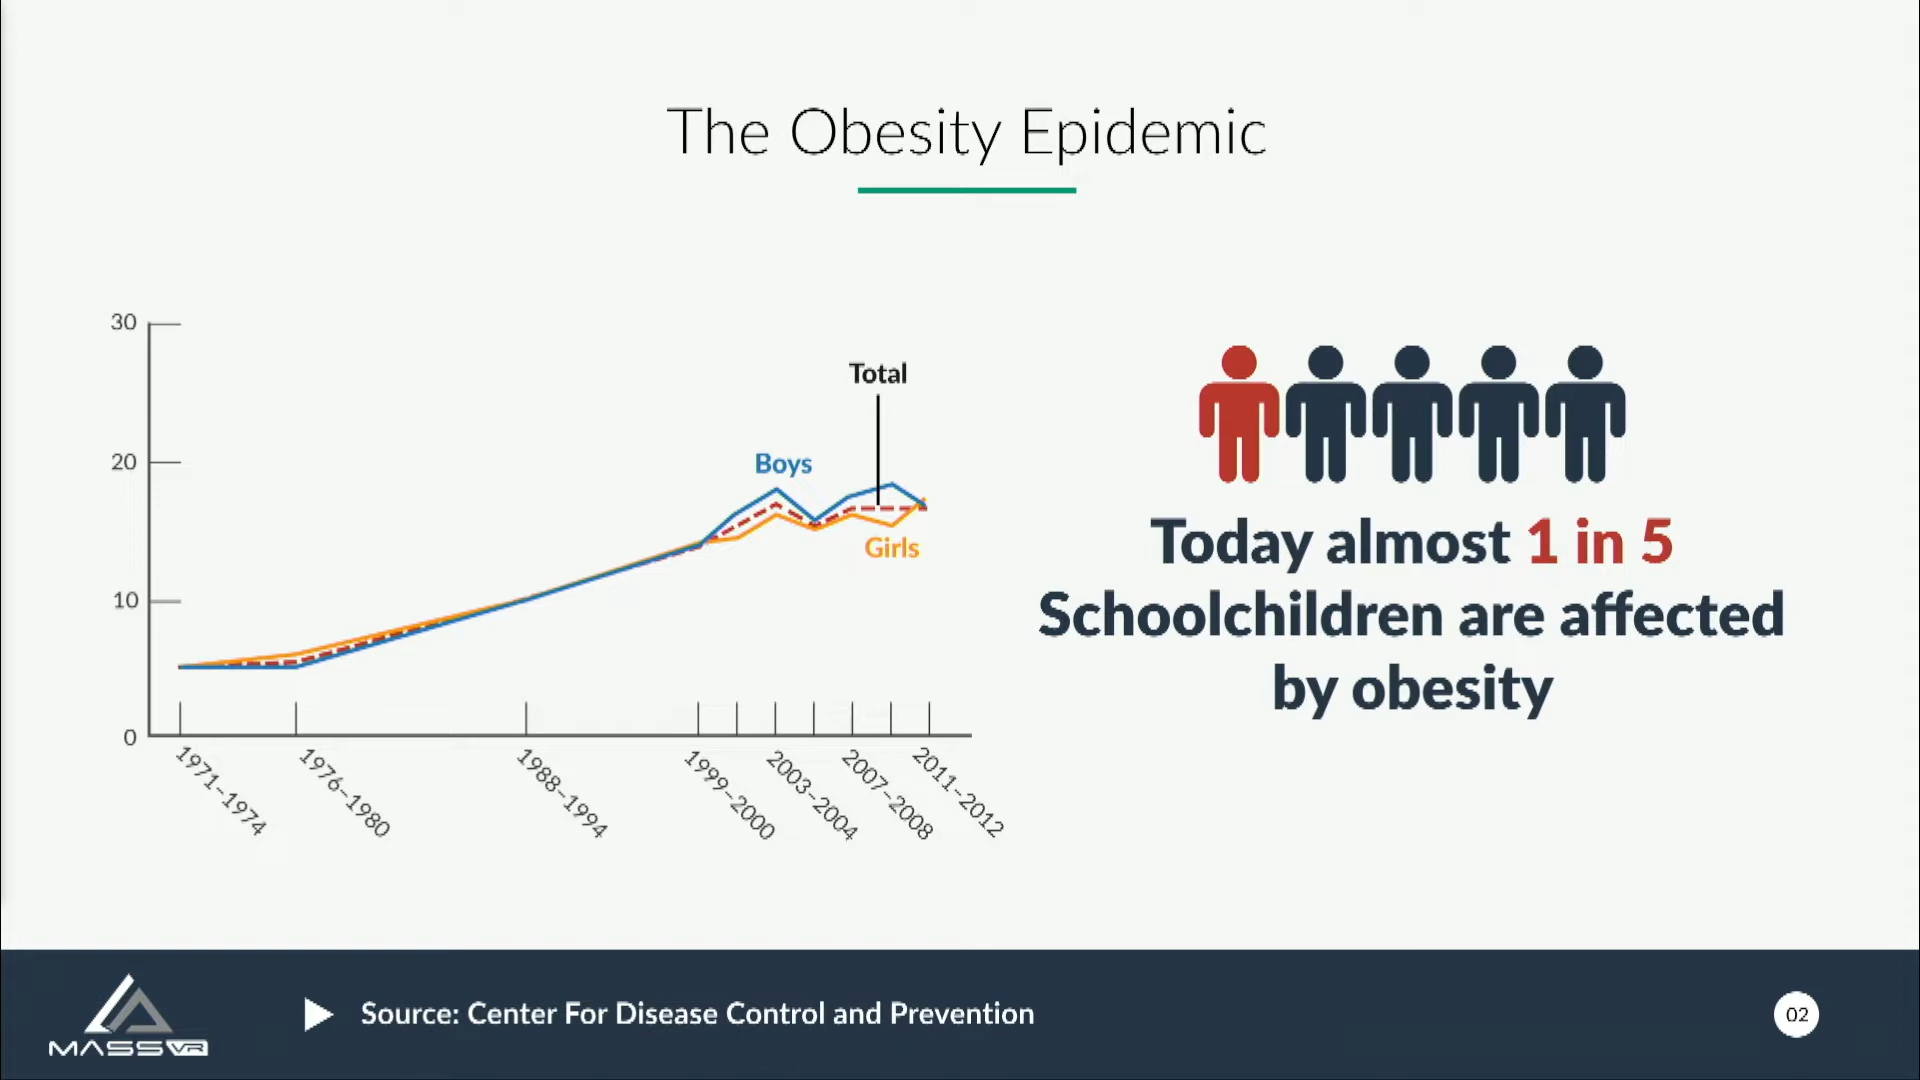 The Obesity Epidemic
30
20
10
0
Total
Boys
Girls
1971–1974
1976–1980
1988–1994
1999–2000
2003–2004
2007–2008
2011–2012
Today almost 1 in 5
Schoolchildren are affected
by obesity
MASSVR
Source: Center For Disease Control and Prevention
02